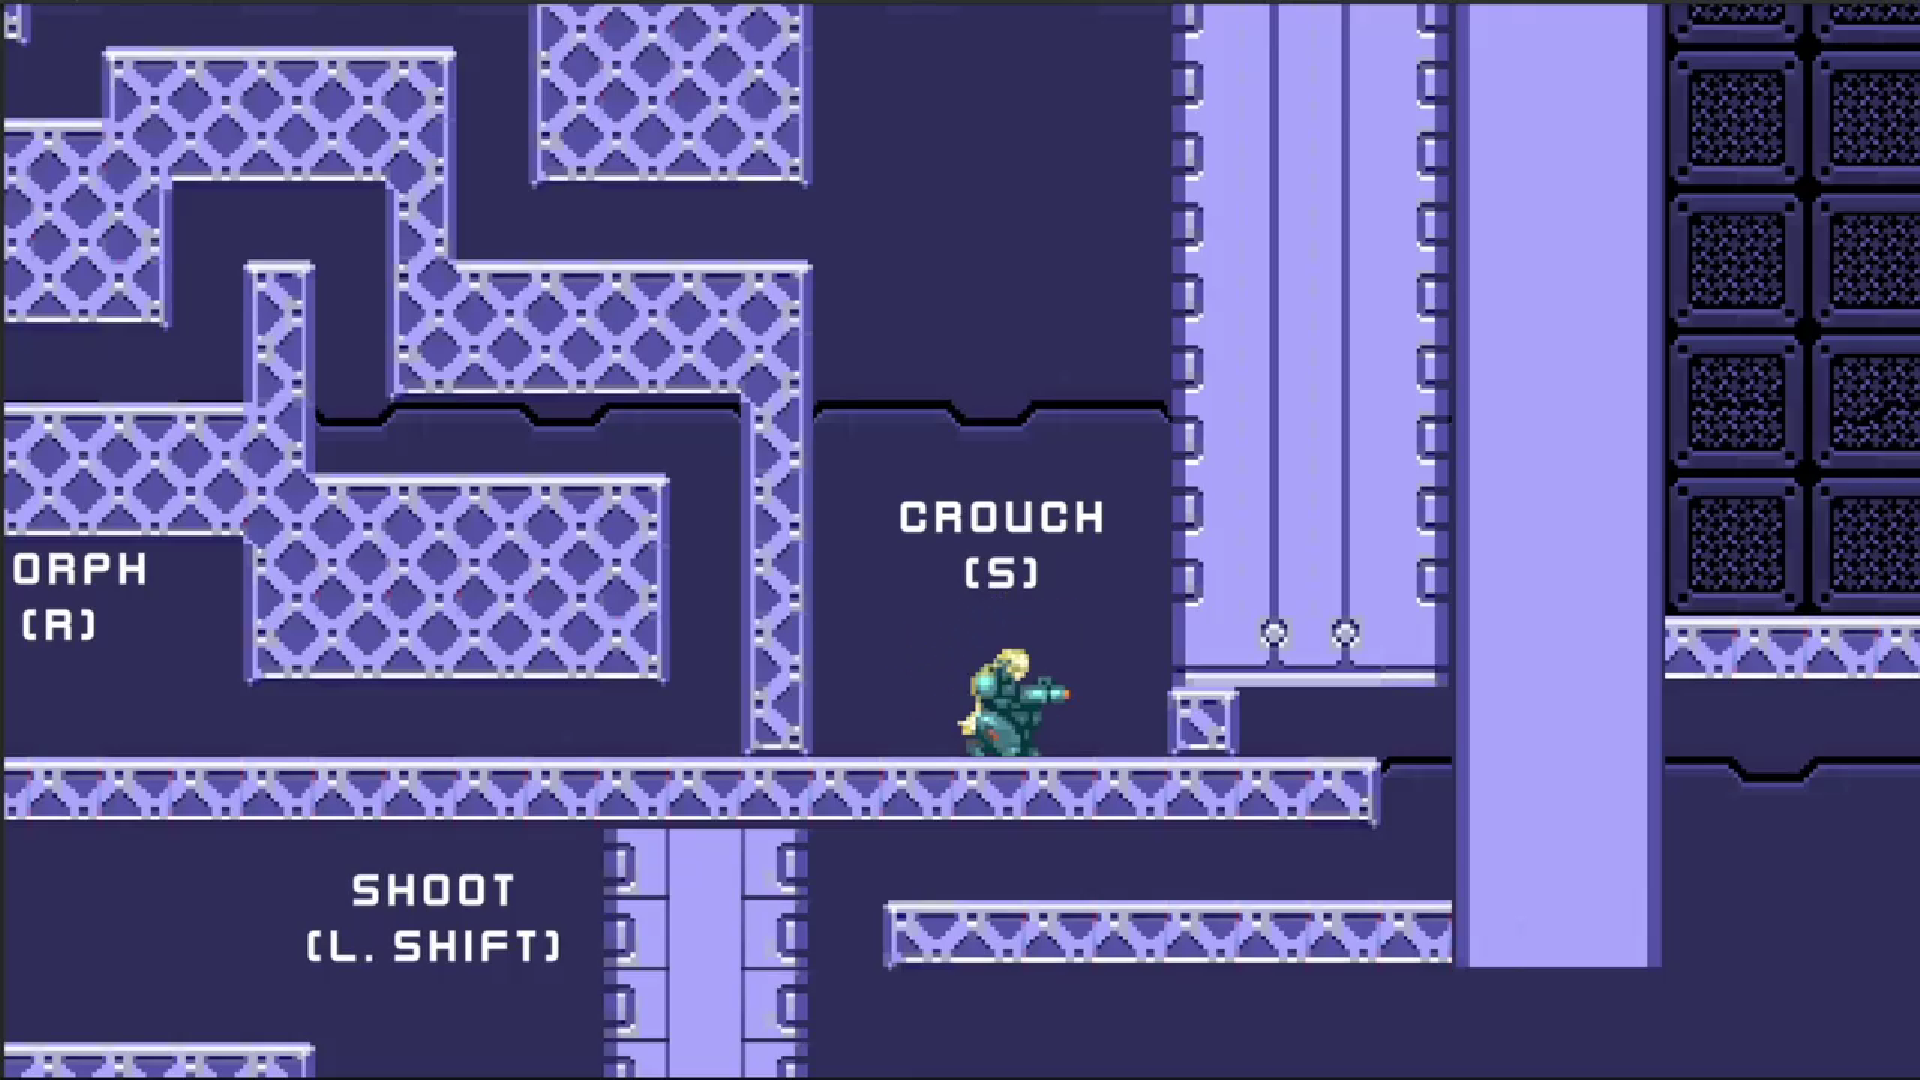 CROUCH
(S)
ORPH
(R)
SHOOT
(L. SHIFT)